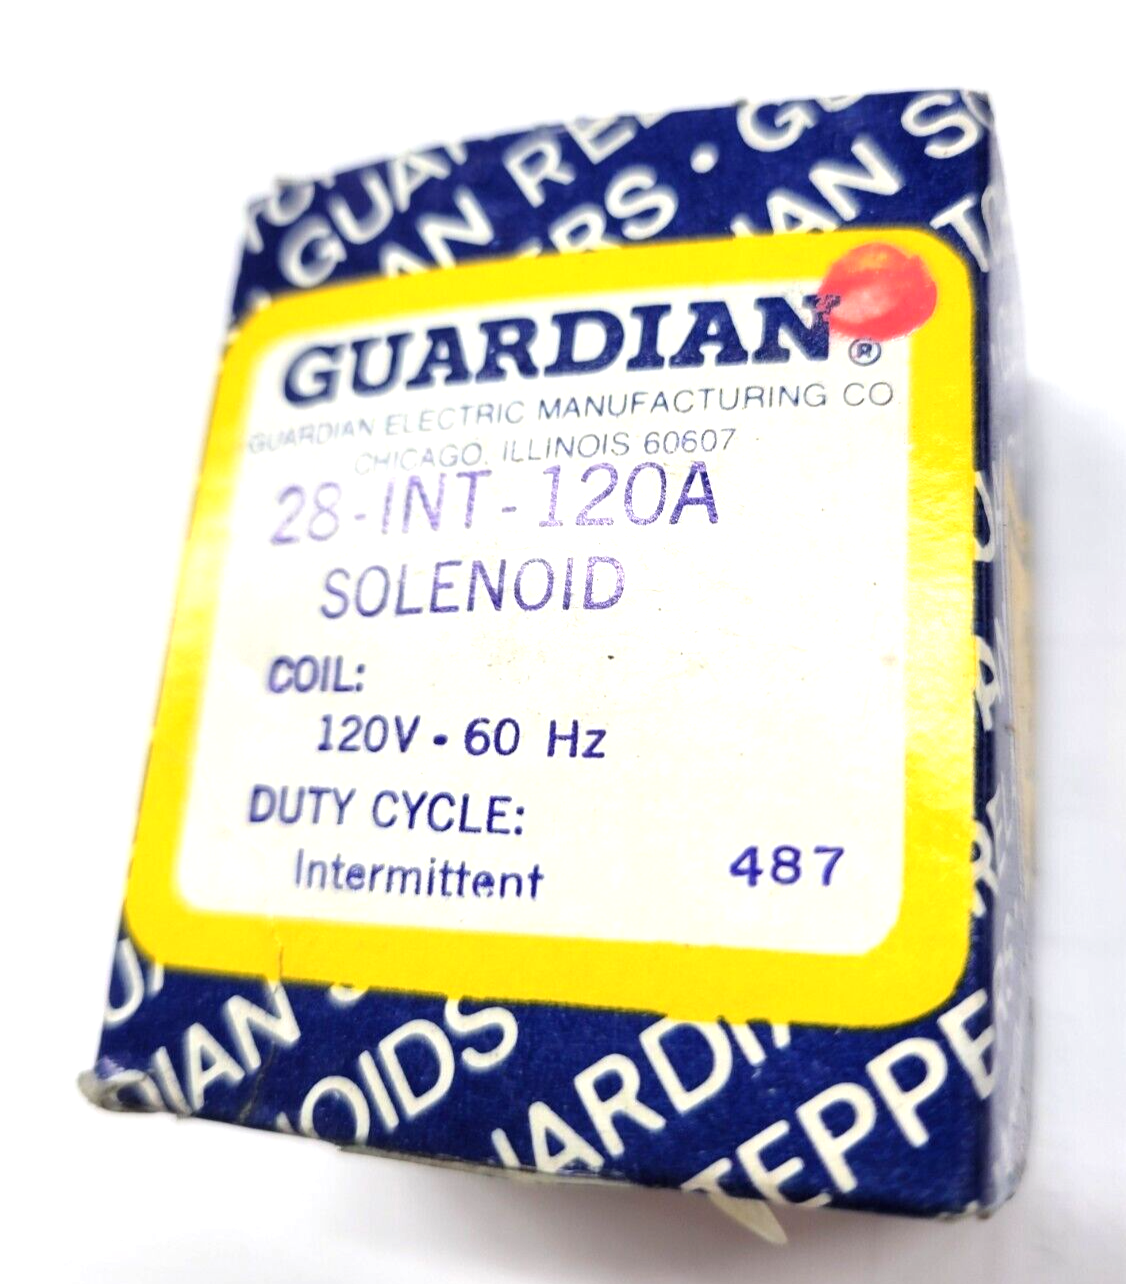 GUARDIAN®
GUARDIAN ELECTRIC MANUFACTURING CO
CHICAGO, ILLINOIS 60607
28-INT-120A
SOLENOID
COIL:
120V • 60 Hz
DUTY CYCLE:
Intermittent
487